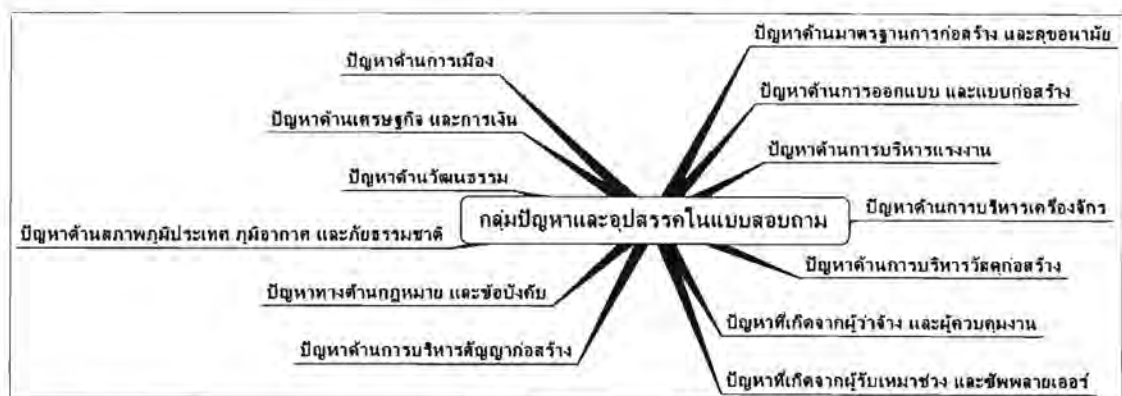 ปัญหาด้านมาตรฐานการก่อสร้าง และสุขอนามัย
ปัญหาด้านการเมือง
ปัญหาด้านการออกแบบ และแบบก่อสร้าง
ปัญหาด้านเศรษฐกิจ และการเงิน
ปัญหาด้านการบริหารแรงงาน
ปัญหาด้านวัฒนธรรม
กลุ่มปัญหาและอุปสรรคในแบบสอบถาม
ปัญหาด้านการบริหารเครื่องจักร
ปัญหาด้านสภาพภูมิประเทศ ภูมิอากาศ และภัยธรรมชาติ
ปัญหาด้านการบริหารวัสดุก่อสร้าง
ปัญหาทางด้านกฎหมาย และข้อบังคับ
ปัญหาที่เกิดจากผู้ว่าจ้าง และผู้ควบคุมงาน
ปัญหาด้านการบริหารสัญญาก่อสร้าง
ปัญหาที่เกิดจากผู้รับเหมาช่วง และซัพพลายเออร์